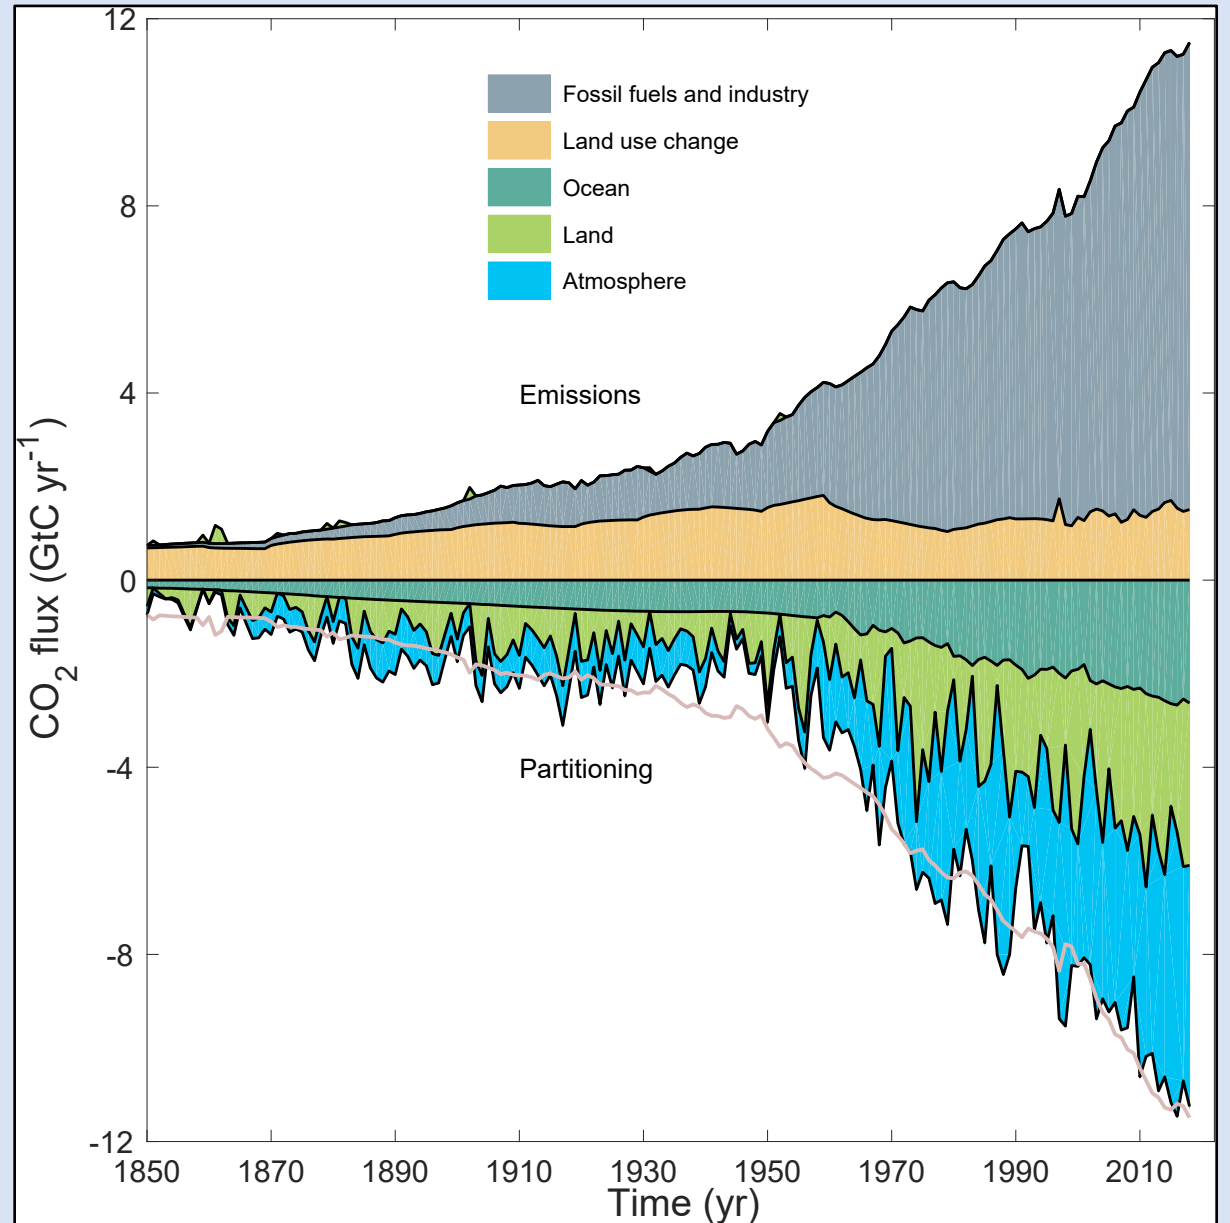 12
Fossil fuels and industry
Land use change
Ocean
Land
Atmosphere
8
Emissions
4
CO2 flux (GtC yr-1)
0
Partitioning
-4
-8
-12
1850 1870 1890 1910 1930 1950 1970 1990 2010
Time (yr)